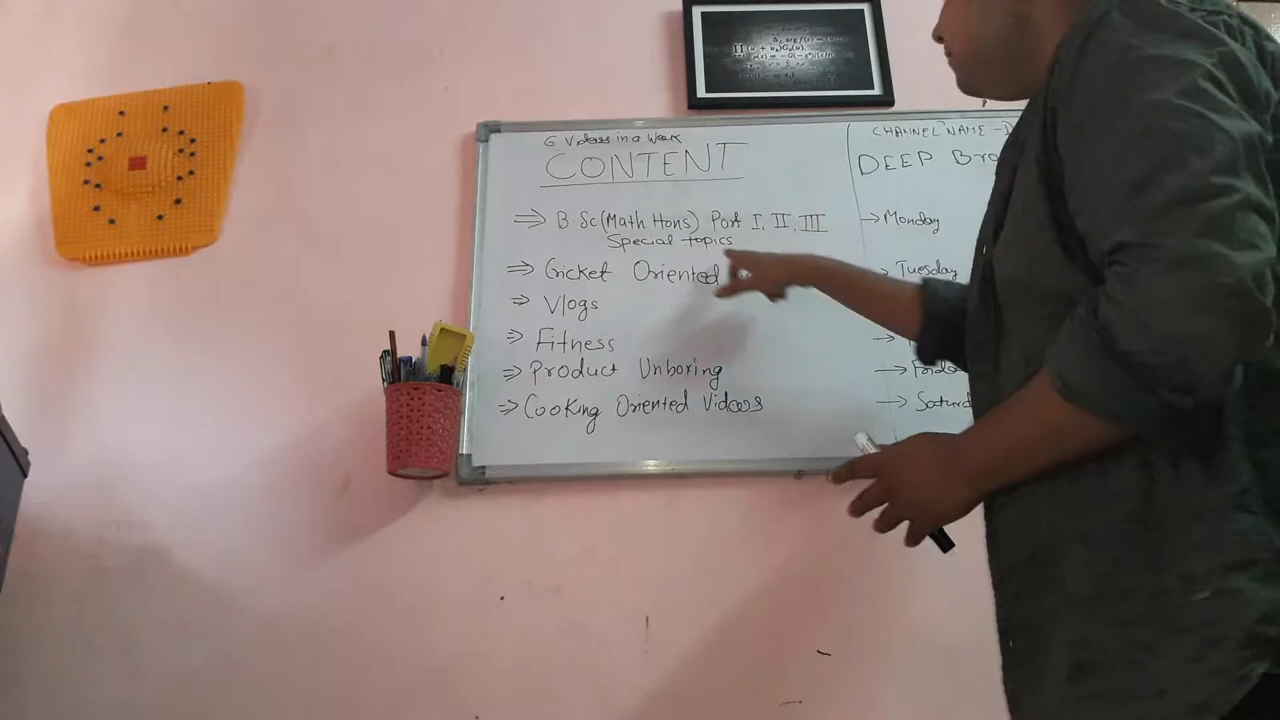 6 Videos in a Week
CONTENT
⇒ B.Sc (Math Hons) Part I, II, III
Special topics
⇒ Cricket Oriented
⇒ Vlogs
⇒ Fitness
⇒ Product Unboxing
⇒ Cooking Oriented Videos
CHANNEL NAME -
DEEP
→ Monday
Tuesday